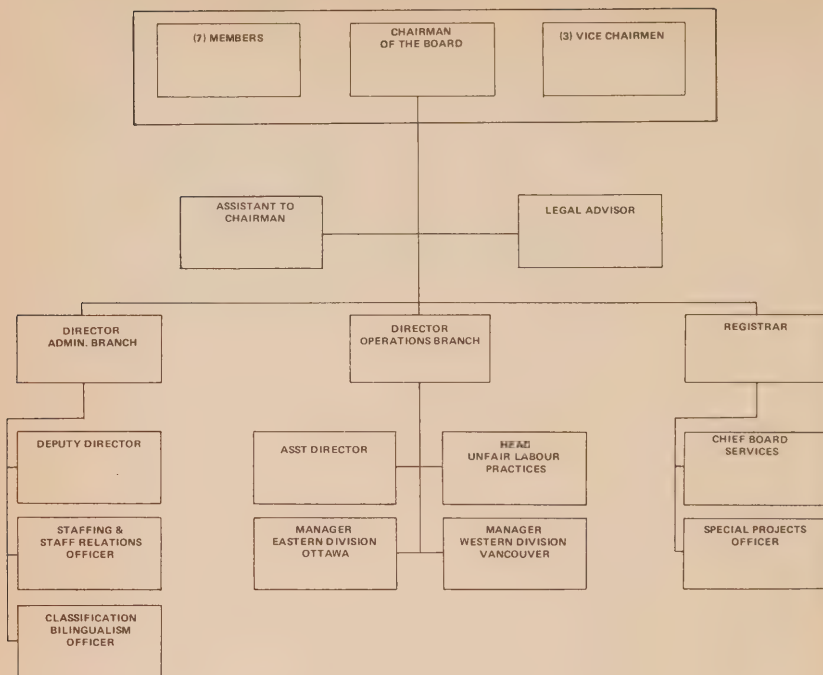 (7) MEMBERS
CHAIRMAN
OF THE BOARD
(3) VICE CHAIRMEN
ASSISTANT TO
CHAIRMAN
LEGAL ADVISOR
DIRECTOR
ADMIN. BRANCH
DIRECTOR
OPERATIONS BRANCH
REGISTRAR
DEPUTY DIRECTOR
ASST DIRECTOR
HEAD
UNFAIR LABOUR
PRACTICES
CHIEF BOARD
SERVICES
STAFFING &
STAFF RELATIONS
OFFICER
MANAGER
EASTERN DIVISION
OTTAWA
MANAGER
WESTERN DIVISION
VANCOUVER
SPECIAL PROJECTS
OFFICER
CLASSIFICATION
BILINGUALISM
OFFICER